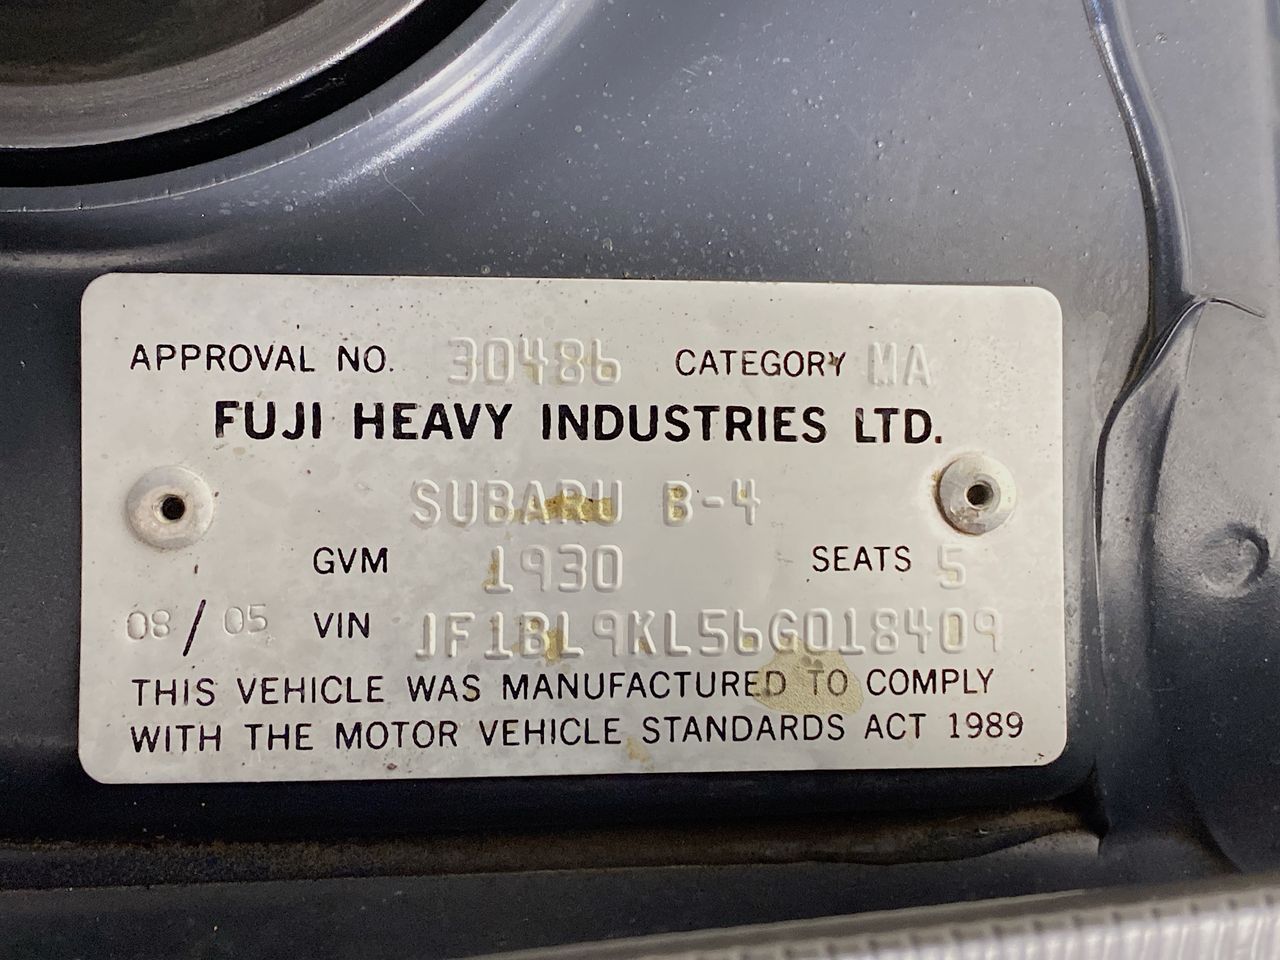 APPROVAL NO. 30486 CATEGORY MA
FUJI HEAVY INDUSTRIES LTD.
SUBARU B-4
GVM 1930 SEATS 5
08/05 VIN JF1BL9KL56G018409
THIS VEHICLE WAS MANUFACTURED TO COMPLY
WITH THE MOTOR VEHICLE STANDARDS ACT 1989